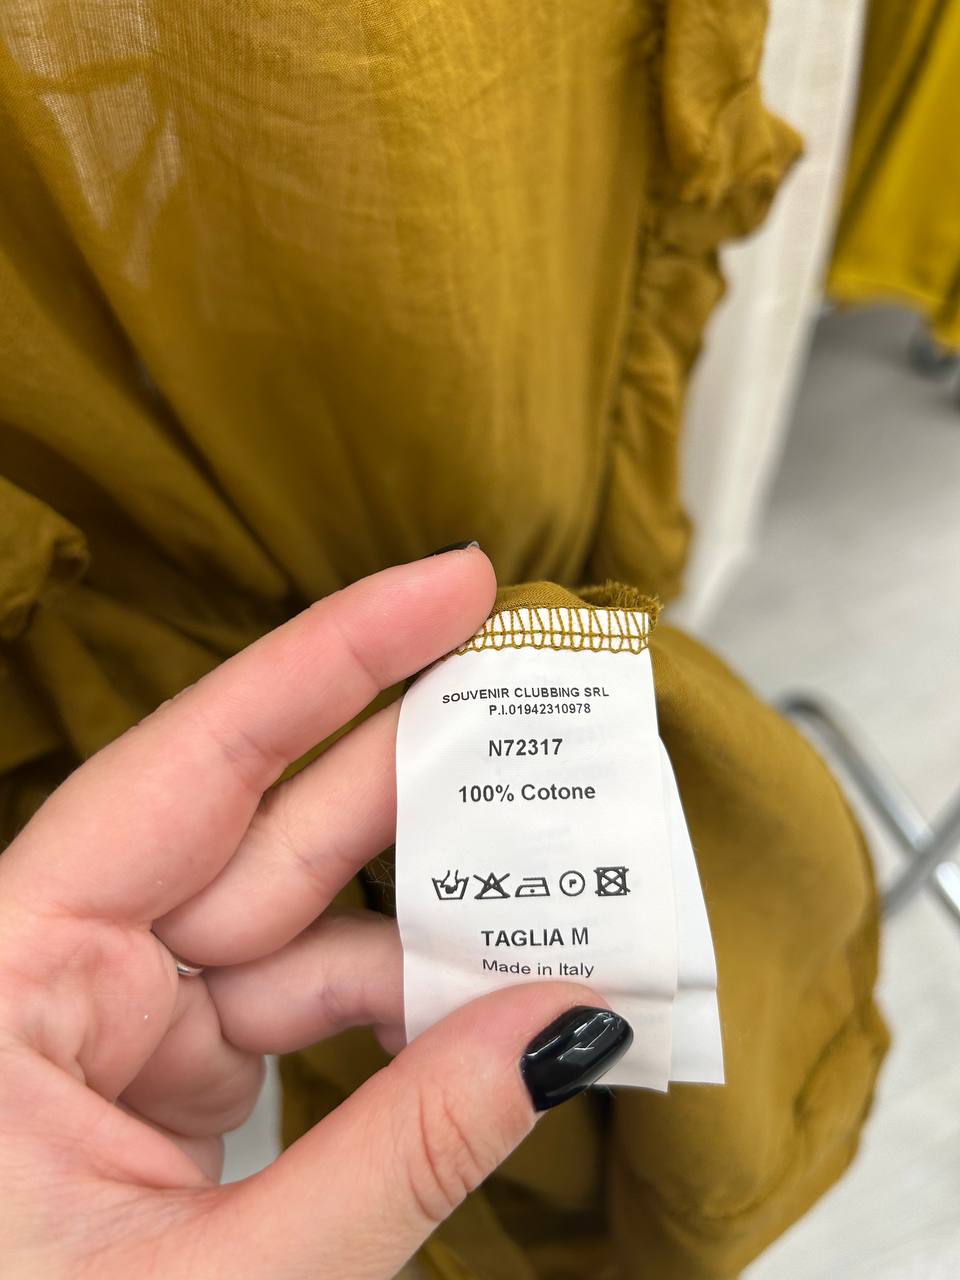 SOUVENIR CLUBBING SRL
P.I.01942310978
N72317
100% Cotone
P
TAGLIA M
Made in Italy